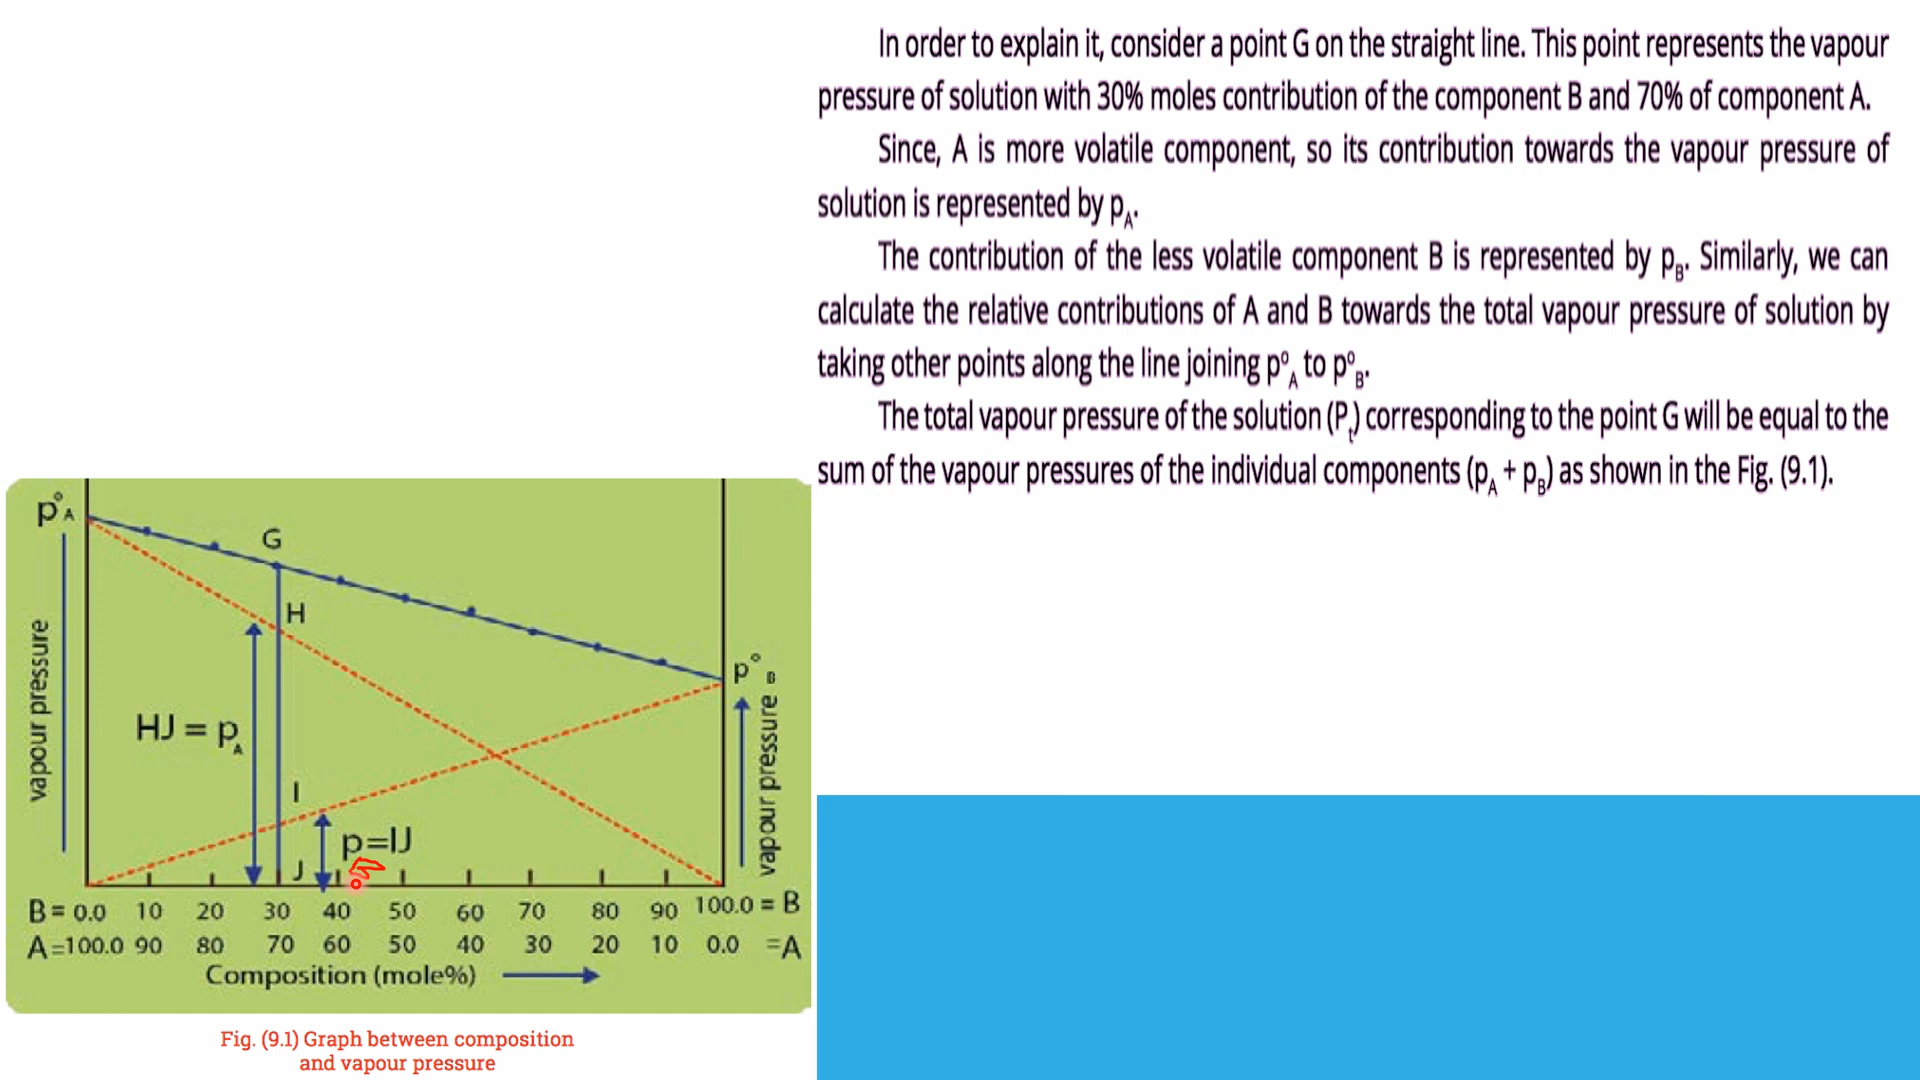 In order to explain it, consider a point G on the straight line. This point represents the vapour
pressure of solution with 30% moles contribution of the component B and 70% of component A.
Since, A is more volatile component, so its contribution towards the vapour pressure of
solution is represented by pA.
The contribution of the less volatile component B is represented by pB. Similarly, we can
calculate the relative contributions of A and B towards the total vapour pressure of solution by
taking other points along the line joining p°A to p°B.
The total vapour pressure of the solution (Pt) corresponding to the point G will be equal to the
sum of the vapour pressures of the individual components (pA + pB) as shown in the Fig. (9.1).
p°A
G
H
p°B
vapour pressure
HJ = pA
I
p=IJ
J
vapour pressure
B= 0.0 10 20 30 40 50 60 70 80 90 100.0 = B
A=100.0 90 80 70 60 50 40 30 20 10 0.0 =A
Composition (mole%)
Fig. (9.1) Graph between composition
and vapour pressure